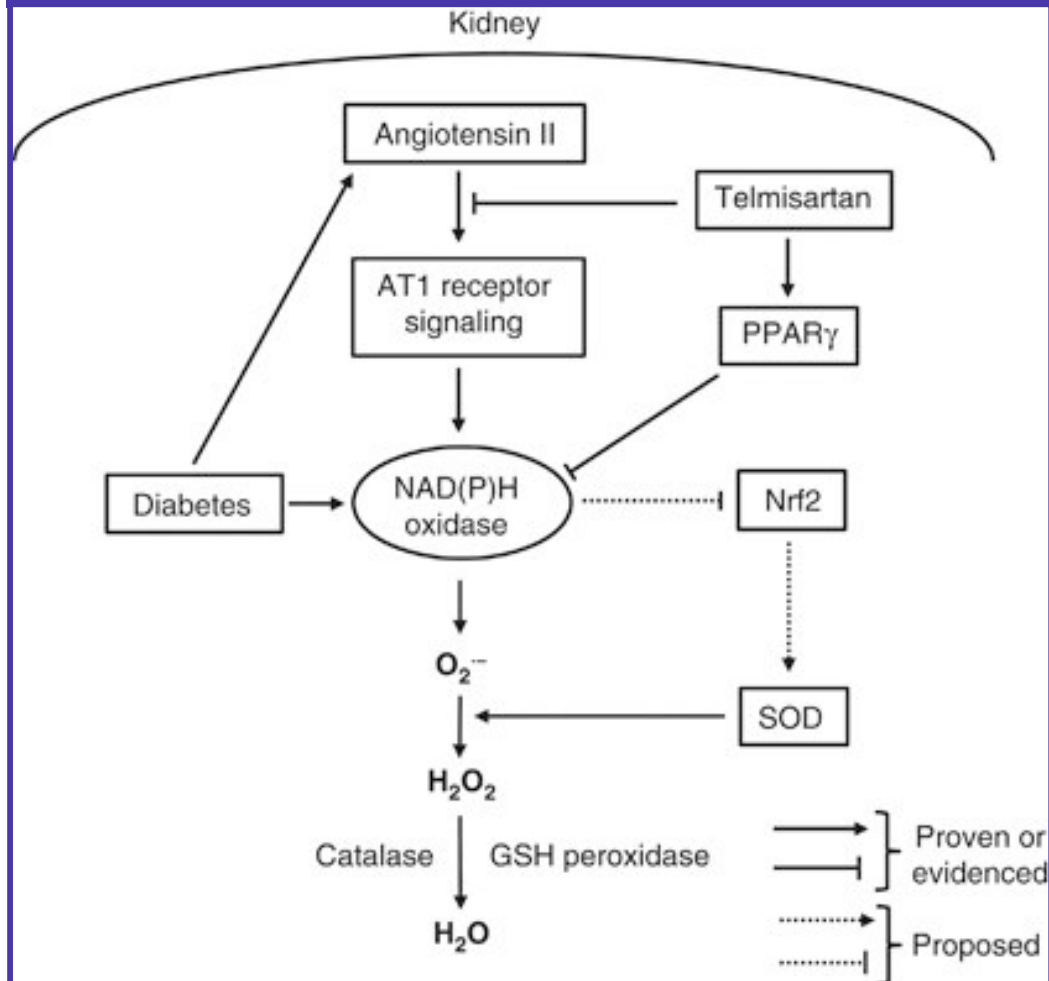 Kidney
Angiotensin II
Telmisartan
AT1 receptor
signaling
PPARγ
Diabetes
NAD(P)H
oxidase
Nrf2
O₂·−
SOD
H₂O₂
Catalase
GSH peroxidase
H₂O
Proven or
evidenced
Proposed